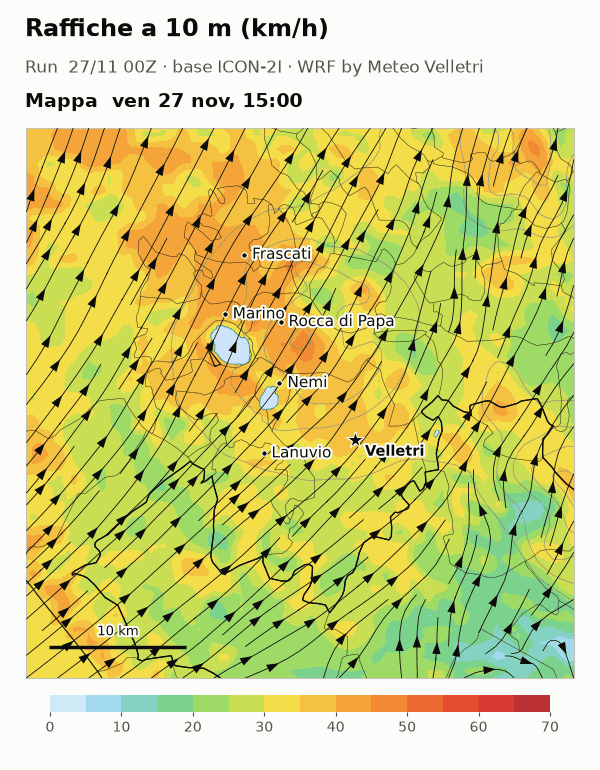 Raffiche a 10 m (km/h)
Run  27/11 00Z · base ICON-2I · WRF by Meteo Velletri
Mappa  ven 27 nov, 15:00
Frascati
Marino
Rocca di Papa
Nemi
Velletri
Lanuvio
10 km
0 10 20 30 40 50 60 70